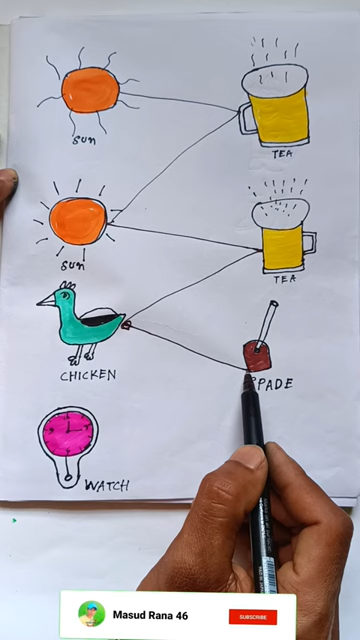 SUN
TEA
SUN
TEA
CHICKEN
PADE
WATCH
Masud Rana 46
SUBSCRIBE